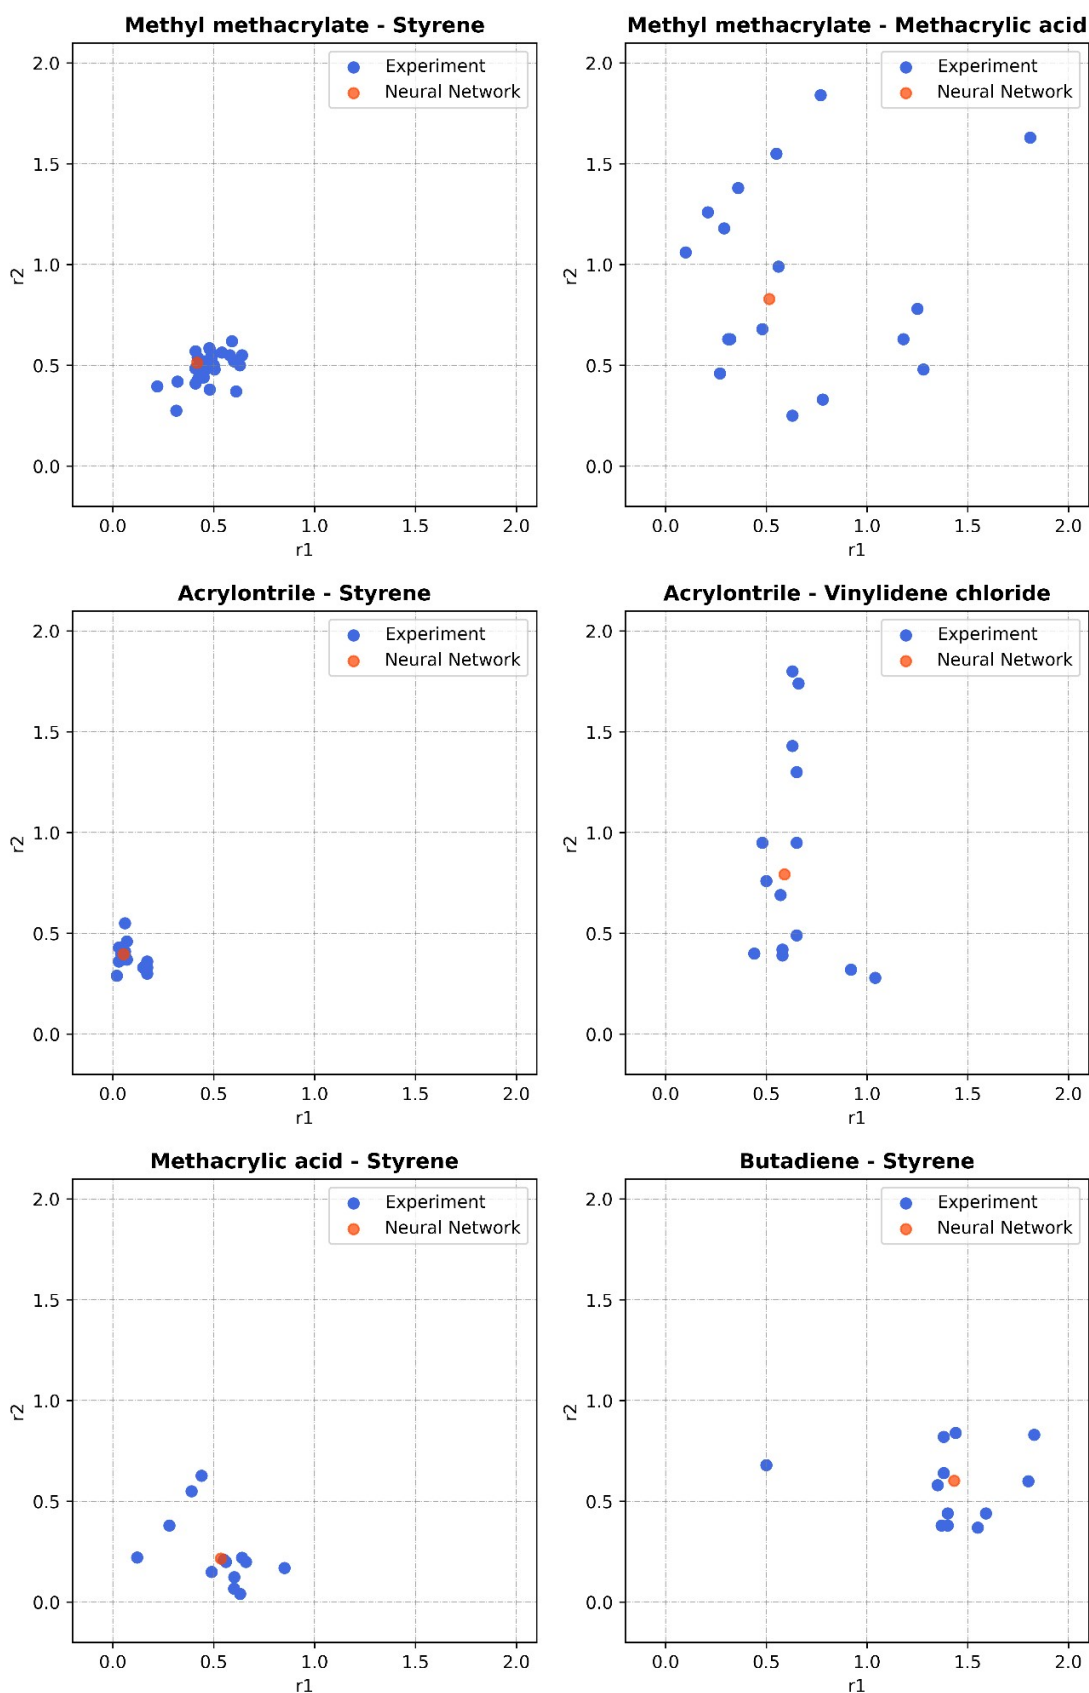 Methyl methacrylate - Styrene
Experiment
Neural Network
2.0
1.5
1.0
0.5
0.0
r2
0.0 0.5 1.0 1.5 2.0
r1
Methyl methacrylate - Methacrylic acid
Experiment
Neural Network
2.0
1.5
1.0
0.5
0.0
r2
0.0 0.5 1.0 1.5 2.0
r1
Acrylontrile - Styrene
Experiment
Neural Network
2.0
1.5
1.0
0.5
0.0
r2
0.0 0.5 1.0 1.5 2.0
r1
Acrylontrile - Vinylidene chloride
Experiment
Neural Network
2.0
1.5
1.0
0.5
0.0
r2
0.0 0.5 1.0 1.5 2.0
r1
Methacrylic acid - Styrene
Experiment
Neural Network
2.0
1.5
1.0
0.5
0.0
r2
0.0 0.5 1.0 1.5 2.0
r1
Butadiene - Styrene
Experiment
Neural Network
2.0
1.5
1.0
0.5
0.0
r2
0.0 0.5 1.0 1.5 2.0
r1